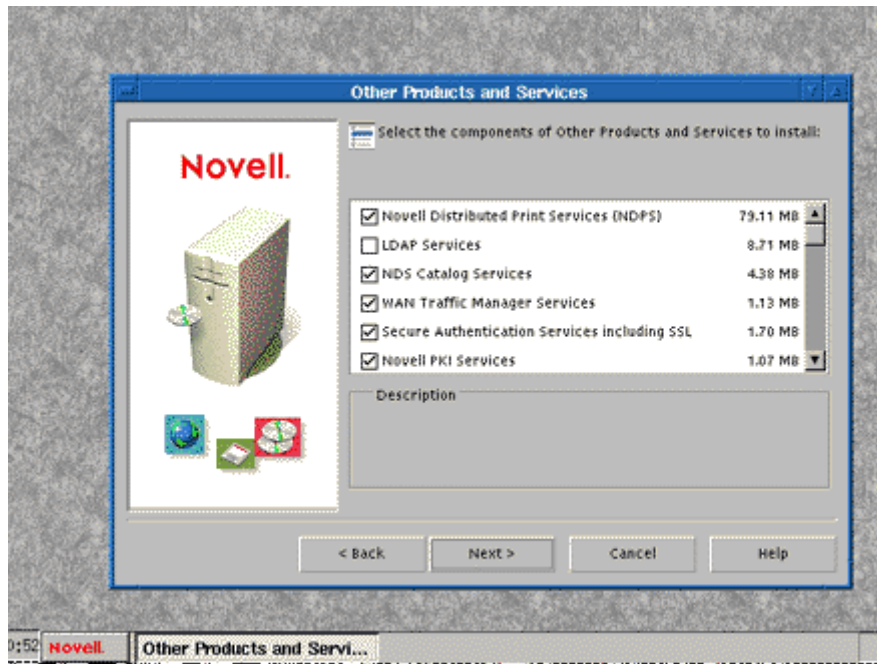 Other Products and Services
Novell.
Select the components of Other Products and Services to install:
Novell Distributed Print Services (NDPS) 79.11 MB
LDAP Services 8.71 MB
NDS Catalog Services 4.38 MB
WAN Traffic Manager Services 1.13 MB
Secure Authentication Services including SSL 1.70 MB
Novell PKI Services 1.07 MB
Description
< Back Next > Cancel Help
:52 Novell. Other Products and Servi...